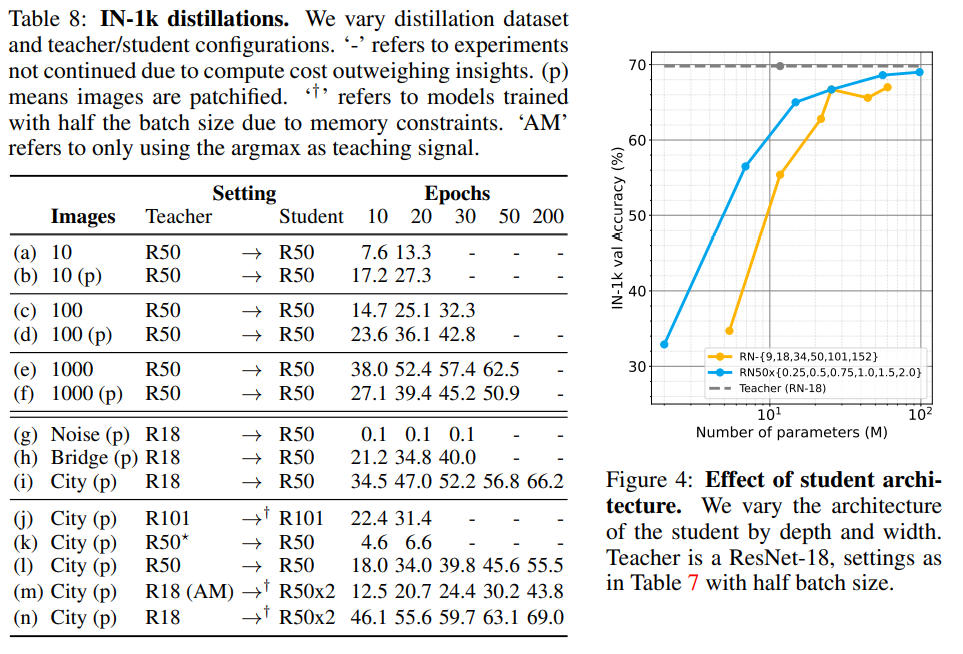 Table 8: IN-1k distillations. We vary distillation dataset
and teacher/student configurations. ‘-’ refers to experiments
not continued due to compute cost outweighing insights. (p)
means images are patchified. ‘†’ refers to models trained
with half the batch size due to memory constraints. ‘AM’
refers to only using the argmax as teaching signal.
Setting Epochs
Images Teacher Student 10 20 30 50 200
(a) 10 R50 → R50 7.6 13.3 - - -
(b) 10 (p) R50 → R50 17.2 27.3 - - -
(c) 100 R50 → R50 14.7 25.1 32.3
(d) 100 (p) R50 → R50 23.6 36.1 42.8 - -
(e) 1000 R50 → R50 38.0 52.4 57.4 62.5 -
(f) 1000 (p) R50 → R50 27.1 39.4 45.2 50.9 -
(g) Noise (p) R18 → R50 0.1 0.1 0.1 - -
(h) Bridge (p) R18 → R50 21.2 34.8 40.0 - -
(i) City (p) R18 → R50 34.5 47.0 52.2 56.8 66.2
(j) City (p) R101 →† R101 22.4 31.4 - - -
(k) City (p) R50⋆ → R50 4.6 6.6 - - -
(l) City (p) R50 → R50 18.0 34.0 39.8 45.6 55.5
(m) City (p) R18 (AM) →† R50x2 12.5 20.7 24.4 30.2 43.8
(n) City (p) R18 →† R50x2 46.1 55.6 59.7 63.1 69.0
IN-1k val Accuracy (%)
70
60
50
40
30
RN-{9,18,34,50,101,152}
RN50x{0.25,0.5,0.75,1.0,1.5,2.0}
Teacher (RN-18)
10¹ 10²
Number of parameters (M)
Figure 4: Effect of student archi-
tecture. We vary the architecture
of the student by depth and width.
Teacher is a ResNet-18, settings as
in Table 7 with half batch size.